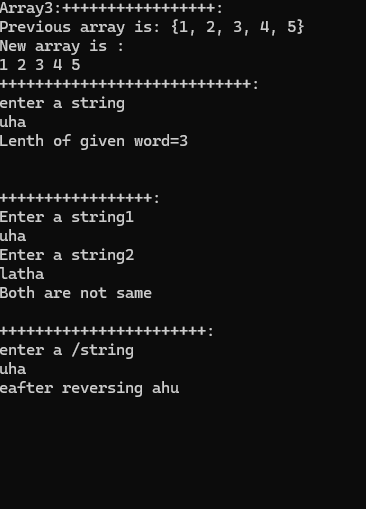 Array3:+++++++++++++++++:
Previous array is: {1, 2, 3, 4, 5}
New array is :
1 2 3 4 5
++++++++++++++++++++++++++++:
enter a string
uha
Lenth of given word=3
+++++++++++++++++:
Enter a string1
uha
Enter a string2
latha
Both are not same
+++++++++++++++++++++++:
enter a /string
uha
eafter reversing ahu